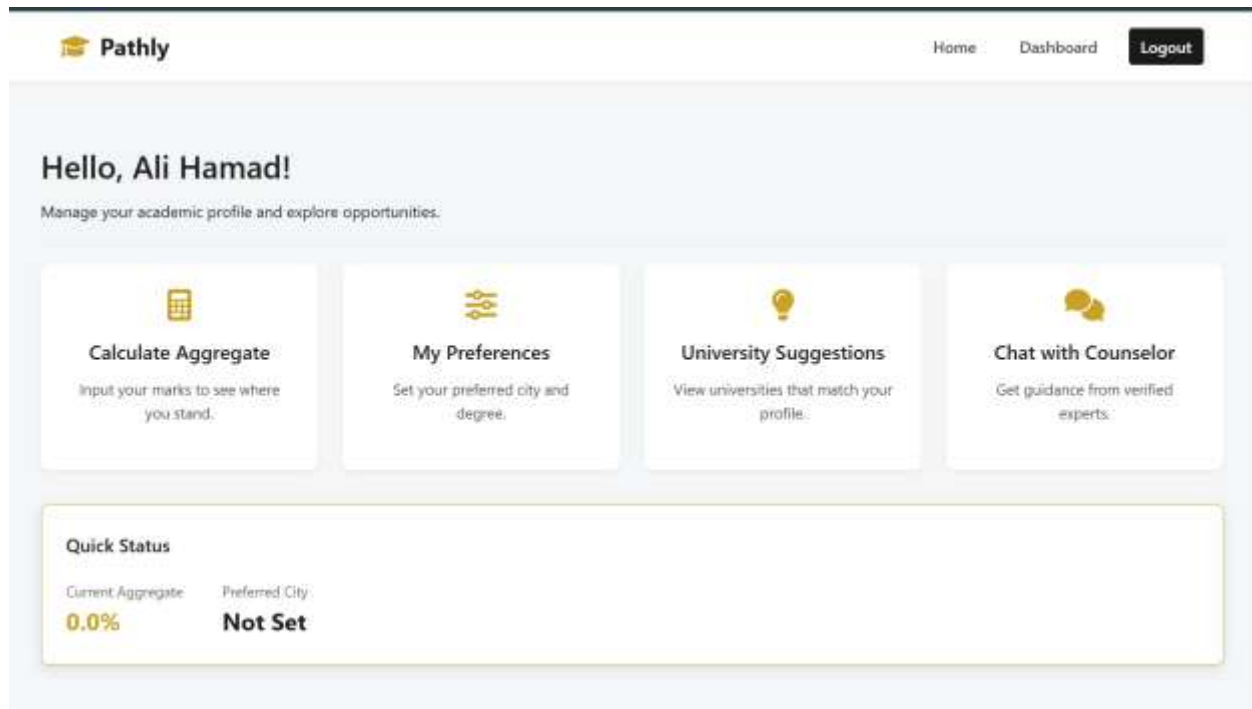 Pathly
Home Dashboard Logout
Hello, Ali Hamad!
Manage your academic profile and explore opportunities.
Calculate Aggregate
Input your marks to see where
you stand.
My Preferences
Set your preferred city and
degree.
University Suggestions
View universities that match your
profile.
Chat with Counselor
Get guidance from verified
experts.
Quick Status
Current Aggregate
0.0%
Preferred City
Not Set